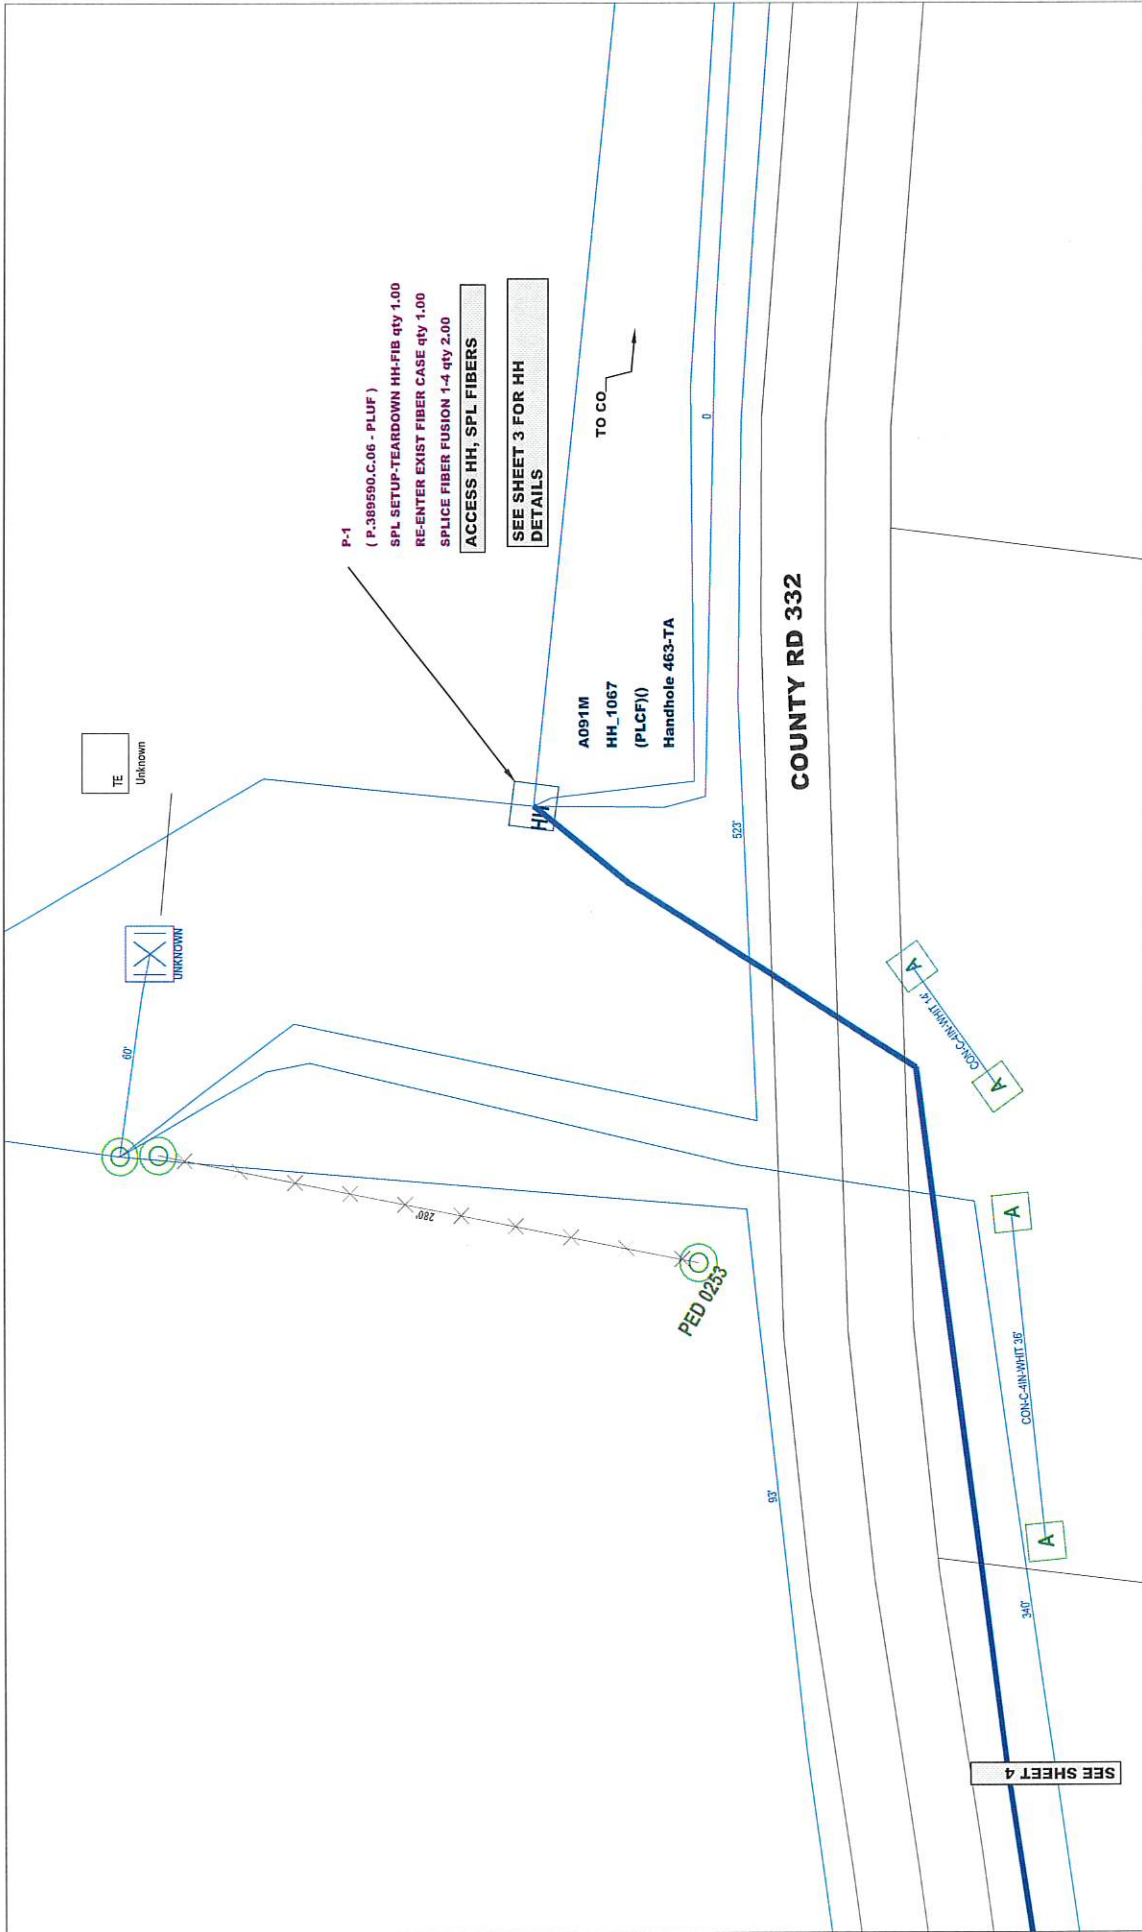 P-1
( P.389590.C.06 - PLUF )
SPL SETUP-TEARDOWN HH-FIB qty 1.00
RE-ENTER EXIST FIBER CASE qty 1.00
SPLICE FIBER FUSION 1-4 qty 2.00
ACCESS HH, SPL FIBERS
SEE SHEET 3 FOR HH
DETAILS
TO CO
TE
Unknown
UNKNOWN
HH
A091M
HH_1067
(PLCF)()
Handhole 463-TA
0
523'
COUNTY RD 332
60'
280'
PED 0253
93'
A
CON-C-4IN-WHIT 14'
A
A
CON-C-4IN-WHIT 36'
A
340'
SEE SHEET 4